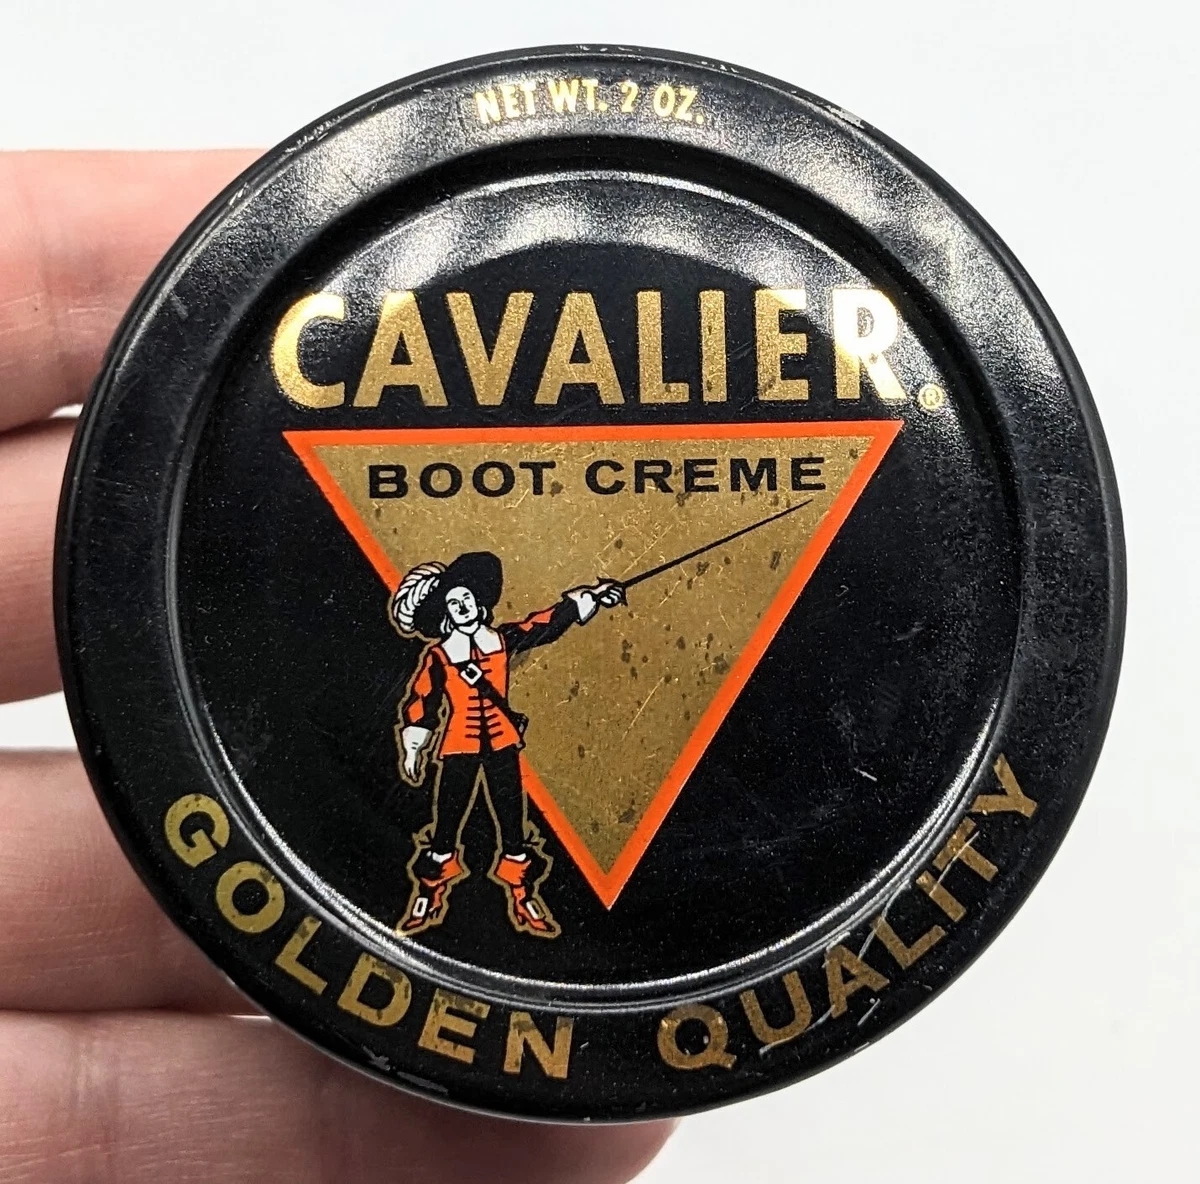 NET WT. 2 OZ.
CAVALIER®
BOOT CREME
GOLDEN QUALITY